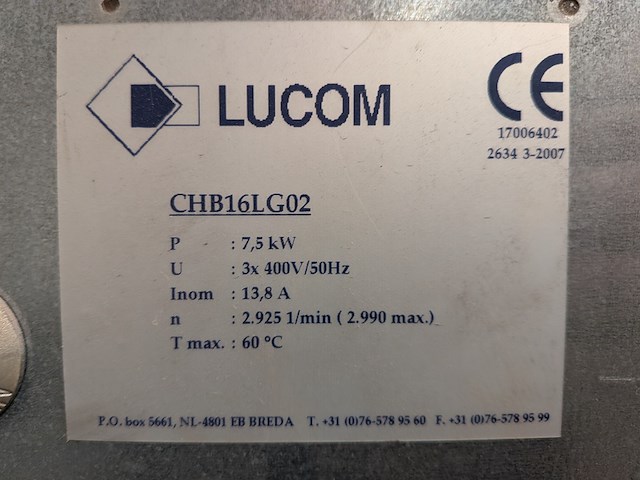 LUCOM
CE
17006402
2634 3-2007
CHB16LG02
P : 7,5 kW
U : 3x 400V/50Hz
Inom : 13,8 A
n : 2.925 1/min ( 2.990 max.)
T max. : 60 °C
P.O. box 5661, NL-4801 EB BREDA T. +31 (0)76-578 95 60 F. +31 (0)76-578 95 99